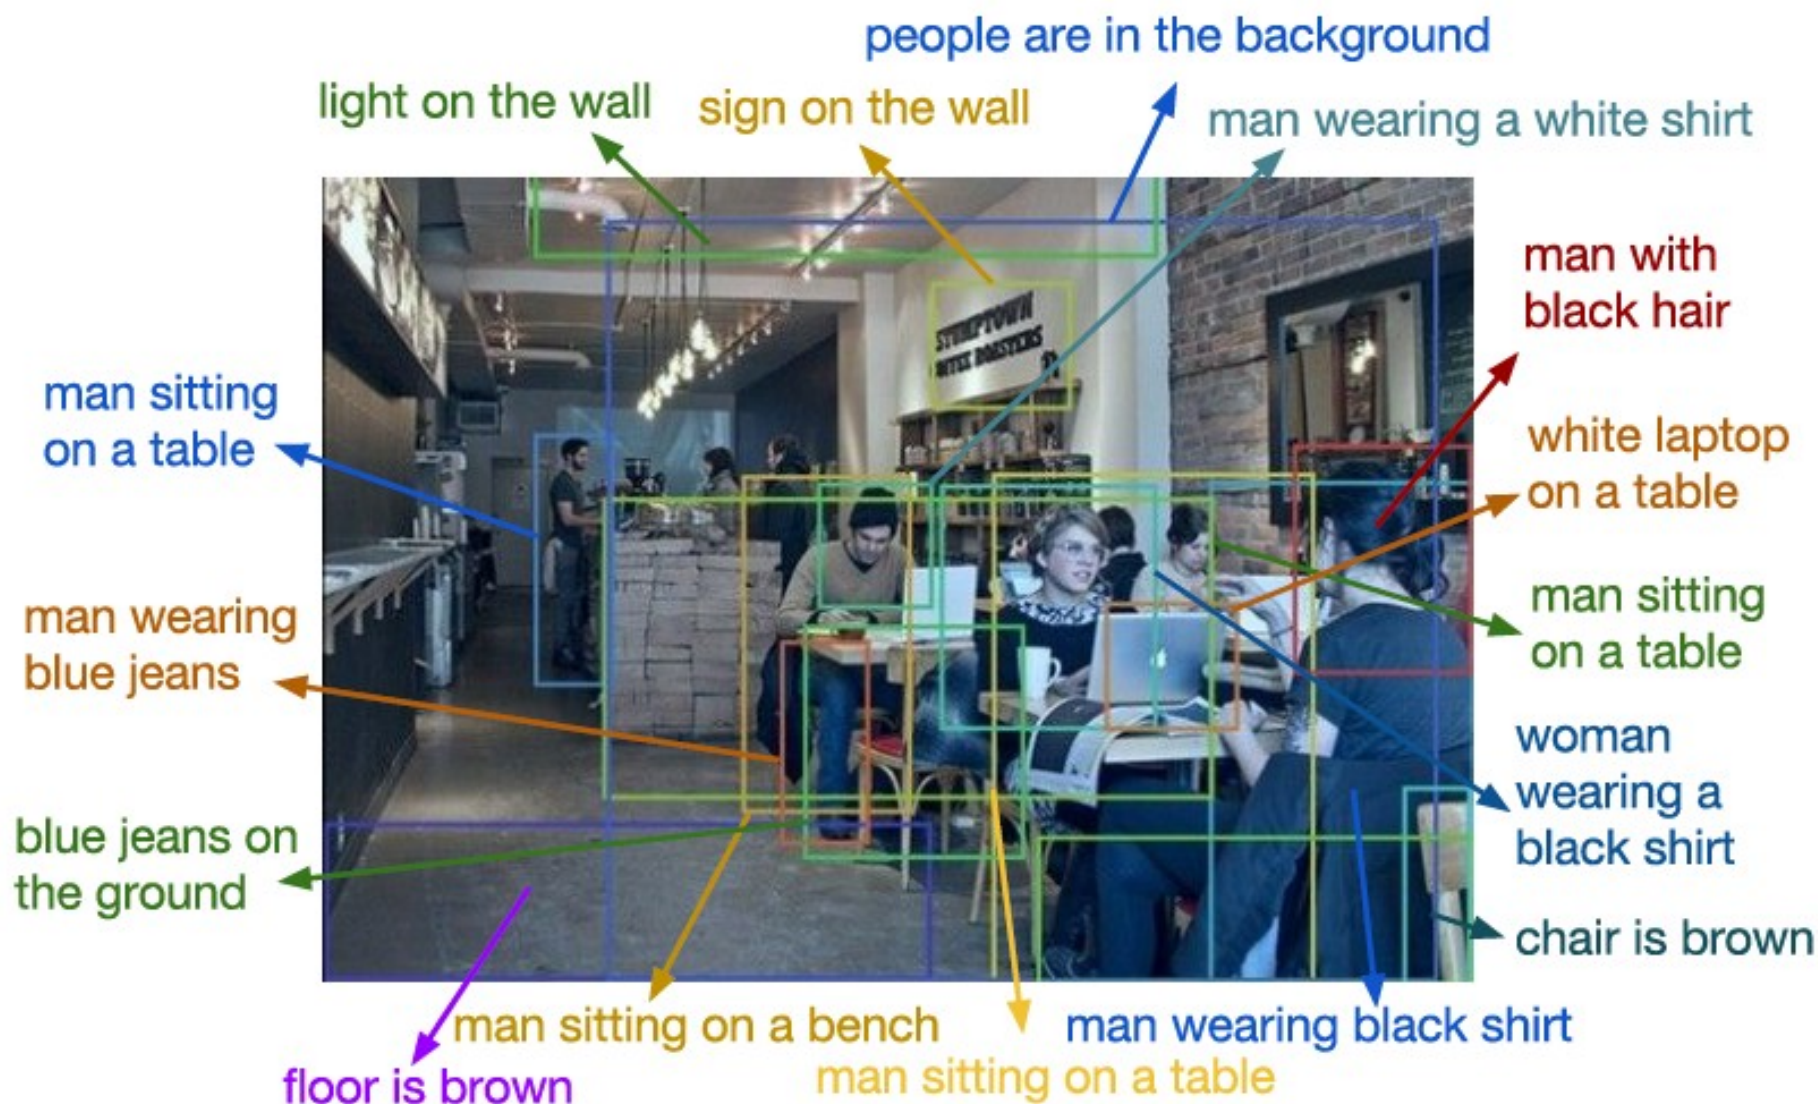 people are in the background
light on the wall
sign on the wall
man wearing a white shirt
man with
black hair
STUMPTOWN
COFFEE ROASTERS
man sitting
on a table
white laptop
on a table
man wearing
blue jeans
man sitting
on a table
woman
wearing a
black shirt
blue jeans on
the ground
chair is brown
man sitting on a bench
man wearing black shirt
floor is brown
man sitting on a table